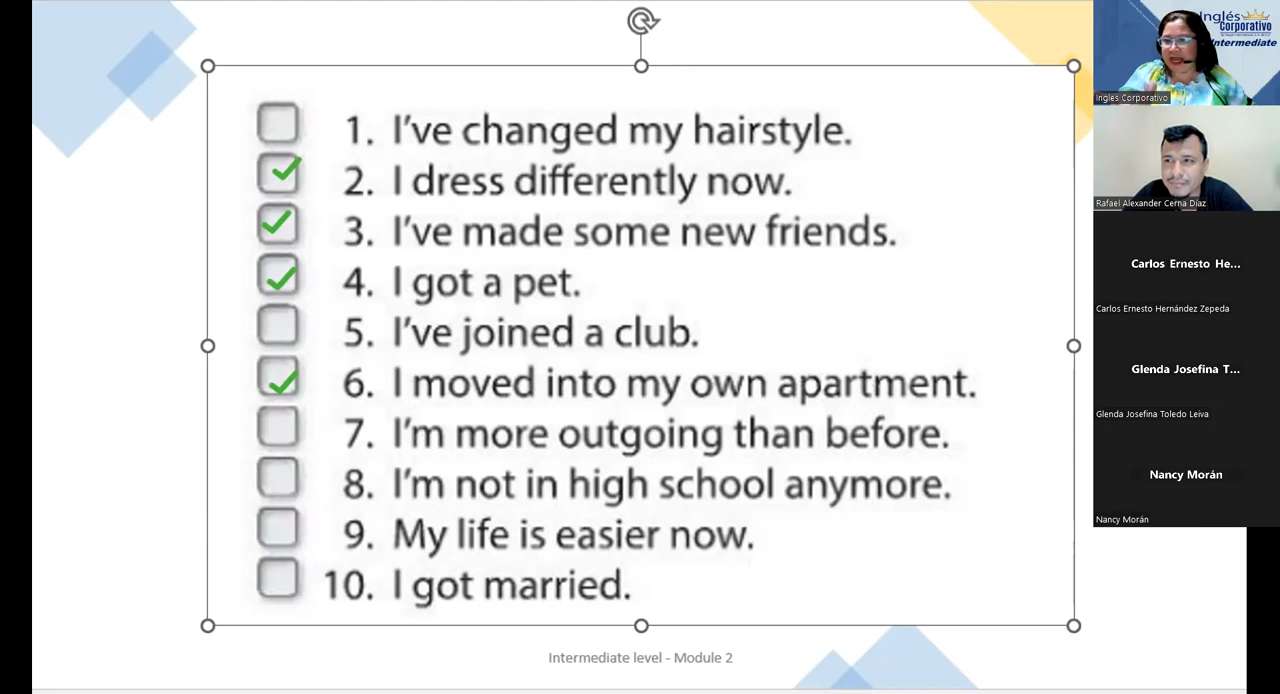 1. I've changed my hairstyle.
2. I dress differently now.
3. I've made some new friends.
4. I got a pet.
5. I've joined a club.
6. I moved into my own apartment.
7. I'm more outgoing than before.
8. I'm not in high school anymore.
9. My life is easier now.
10. I got married.
Intermediate level - Module 2
Inglés
Corporativo
Intermediate
Ingles Corporativo
Rafael Alexander Cerna Díaz
Carlos Ernesto He...
Carlos Ernesto Hernández Zepeda
Glenda Josefina T...
Glenda Josefina Toledo Leiva
Nancy Morán
Nancy Morán